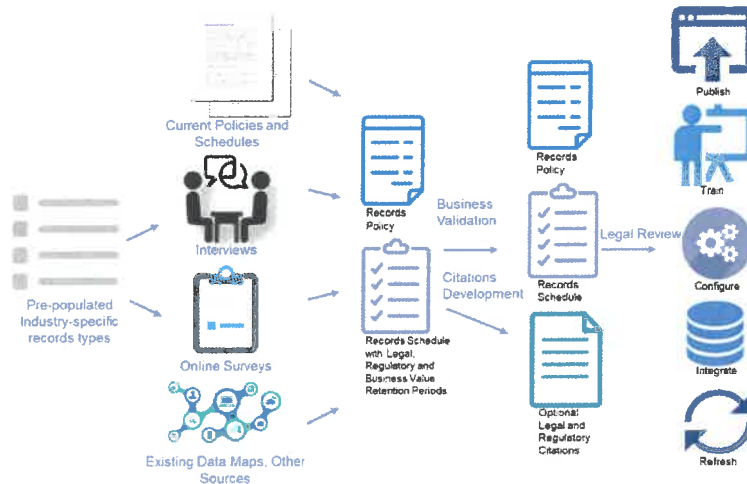 Pre-populated
Industry-specific
records types
Current Policies and
Schedules
Interviews
Online Surveys
Existing Data Maps, Other
Sources
Records
Policy
Records Schedule
with Legal,
Regulatory and
Business Value
Retention Periods
Business
Validation
Citations
Development
Records
Policy
Records
Schedule
Optional
Legal and
Regulatory
Citations
Legal Review
Publish
Train
Configure
Integrate
Refresh